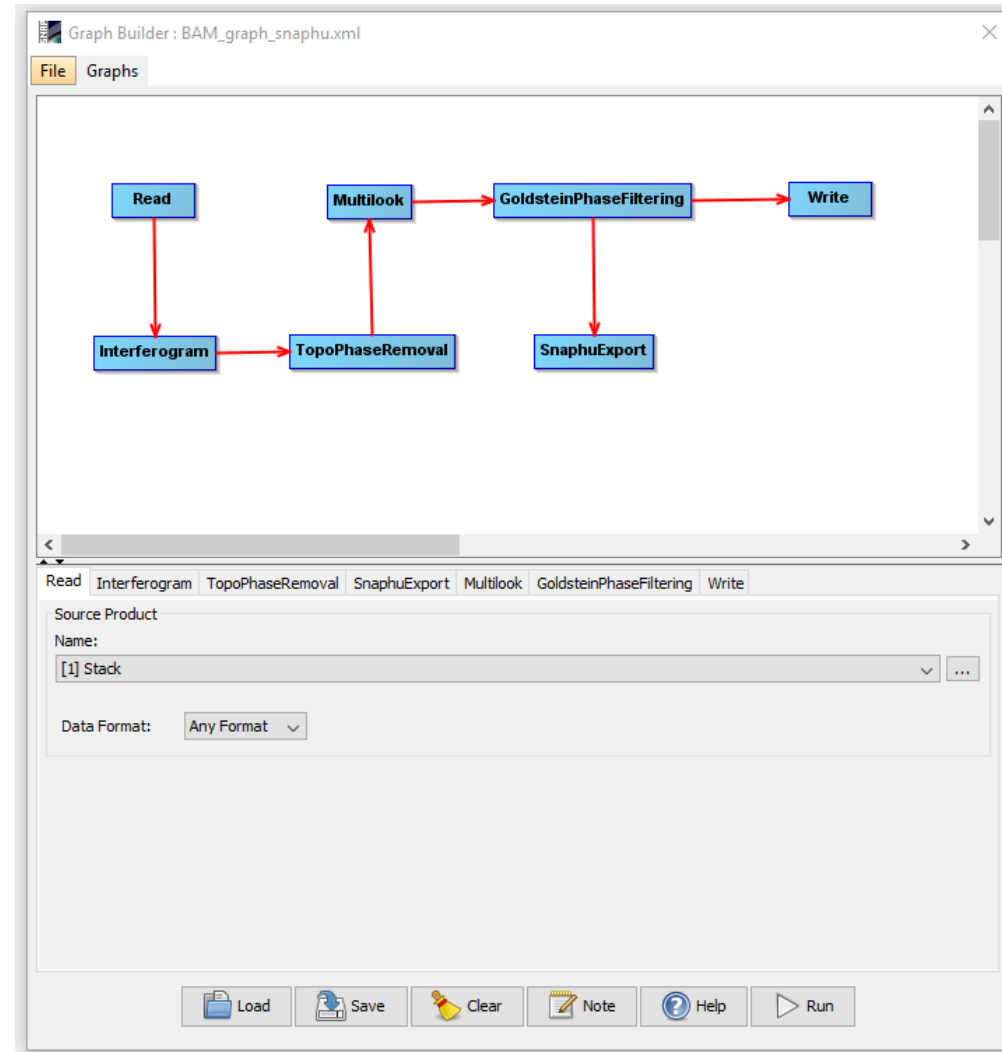 Graph Builder : BAM_graph_snaphu.xml
File Graphs
Read Multilook GoldsteinPhaseFiltering Write
Interferogram TopoPhaseRemoval SnaphuExport
Read Interferogram TopoPhaseRemoval SnaphuExport Multilook GoldsteinPhaseFiltering Write
Source Product
Name:
[1] Stack ...
Data Format: Any Format
Load Save Clear Note Help Run